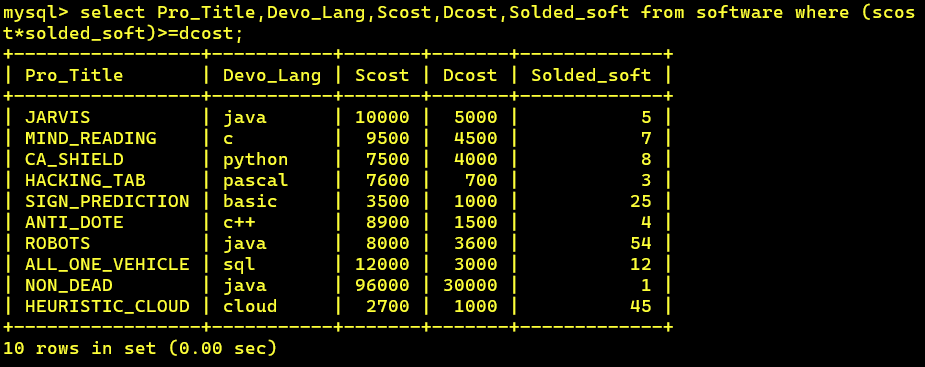 mysql> select Pro_Title,Devo_Lang,Scost,Dcost,Solded_soft from software where (scos
t*solded_soft)>=dcost;
+-----------------+-----------+-------+-------+-------------+
| Pro_Title       | Devo_Lang | Scost | Dcost | Solded_soft |
+-----------------+-----------+-------+-------+-------------+
| JARVIS          | java      | 10000 |  5000 |           5 |
| MIND_READING    | c         |  9500 |  4500 |           7 |
| CA_SHIELD       | python    |  7500 |  4000 |           8 |
| HACKING_TAB     | pascal    |  7600 |   700 |           3 |
| SIGN_PREDICTION | basic     |  3500 |  1000 |          25 |
| ANTI_DOTE       | c++       |  8900 |  1500 |           4 |
| ROBOTS          | java      |  8000 |  3600 |          54 |
| ALL_ONE_VEHICLE | sql       | 12000 |  3000 |          12 |
| NON_DEAD        | java      | 96000 | 30000 |           1 |
| HEURISTIC_CLOUD | cloud     |  2700 |  1000 |          45 |
+-----------------+-----------+-------+-------+-------------+
10 rows in set (0.00 sec)